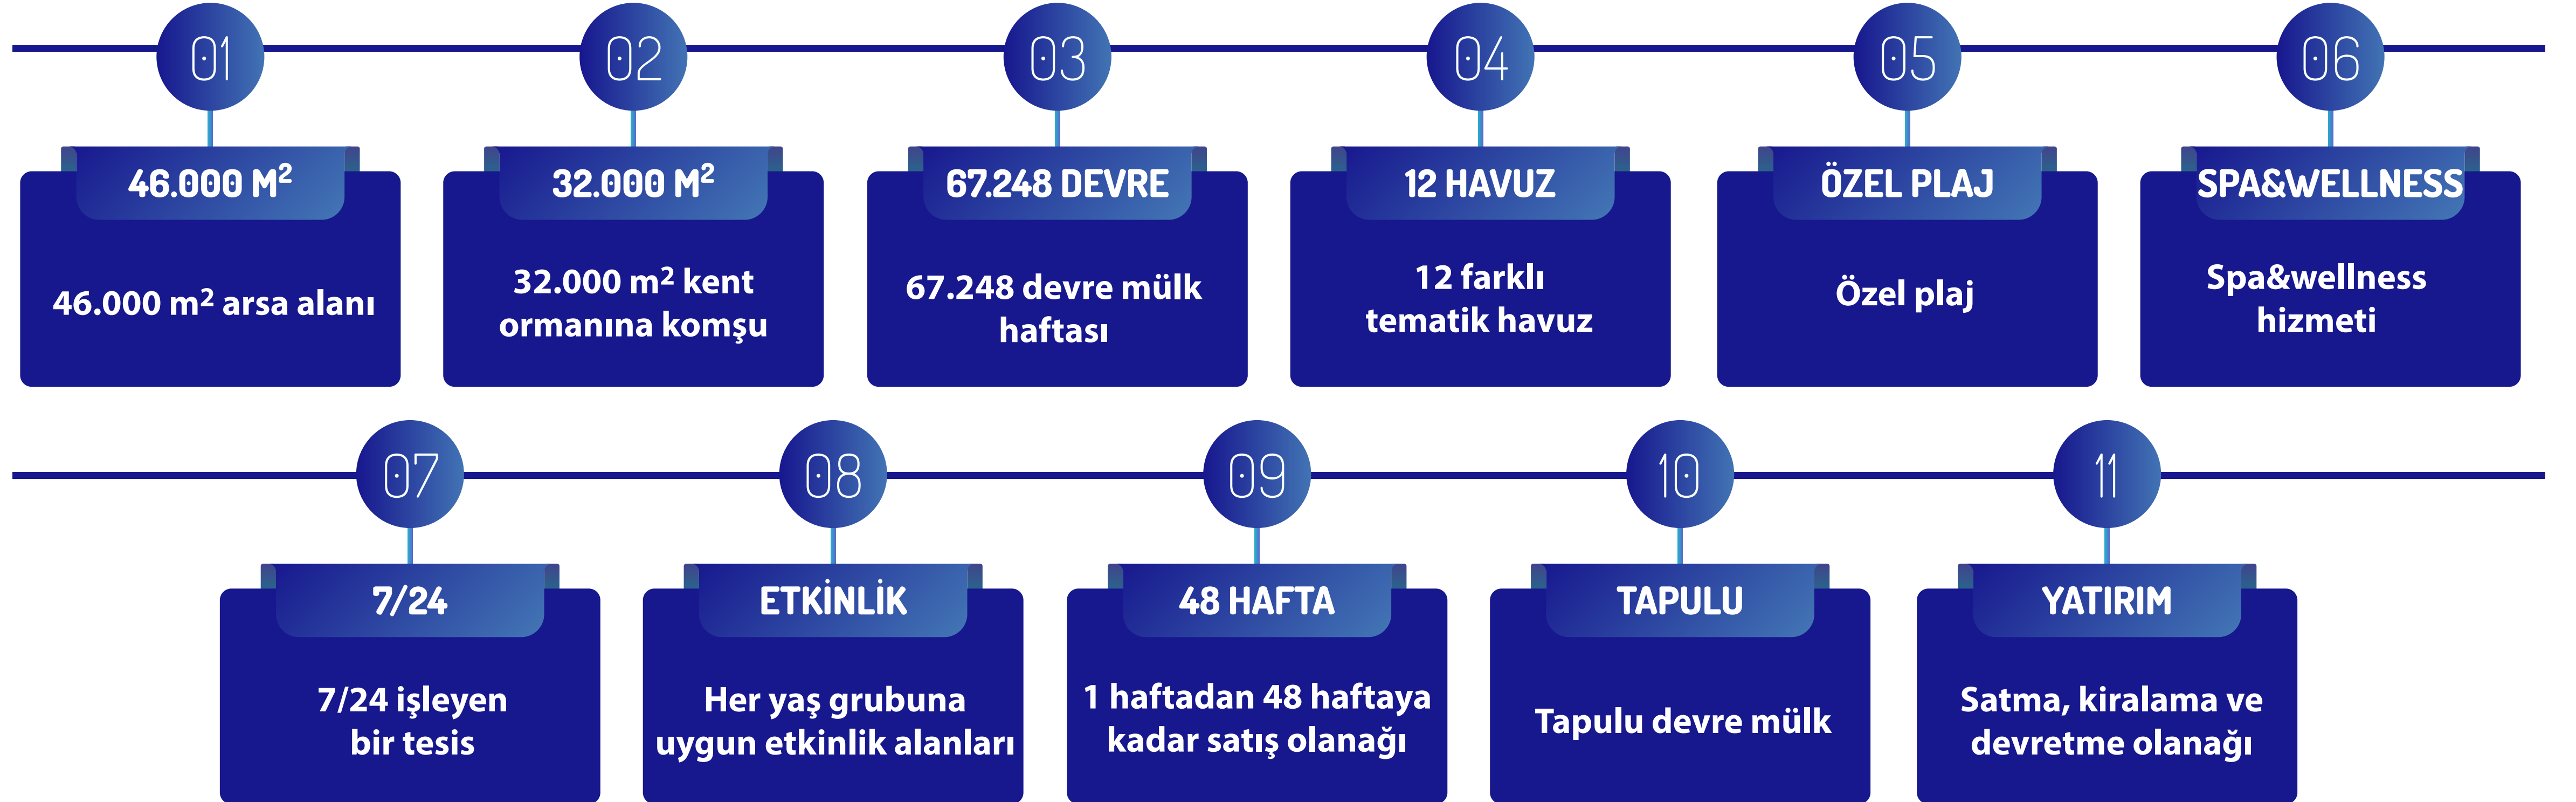 01
46.000 M²
46.000 m² arsa alanı
02
32.000 M²
32.000 m² kent
ormanına komşu
03
67.248 DEVRE
67.248 devre mülk
haftası
04
12 HAVUZ
12 farklı
tematik havuz
05
ÖZEL PLAJ
Özel plaj
06
SPA&WELLNESS
Spa&wellness
hizmeti
07
7/24
7/24 işleyen
bir tesis
08
ETKİNLİK
Her yaş grubuna
uygun etkinlik alanları
09
48 HAFTA
1 haftadan 48 haftaya
kadar satış olanağı
10
TAPULU
Tapulu devre mülk
11
YATIRIM
Satma, kiralama ve
devretme olanağı